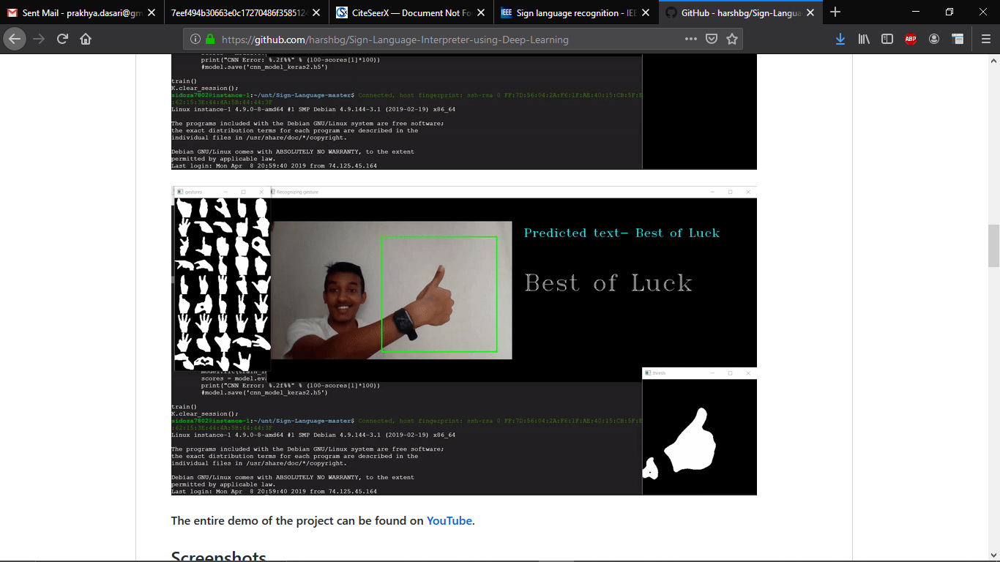 Sent Mail - prakhya.dasari@gm
7eef494b30663e0c17270486f3585124
CiteSeerX — Document Not Fo
Sign language recognition - IEE
GitHub - harshbg/Sign-Langua
https://github.com/harshbg/Sign-Language-Interpreter-using-Deep-Learning
ABP
print("CNN Error: %.2f%%" % (100-scores[1]*100))
#model.save('cnn_model_keras2.h5')
train()
K.clear_session();
sidoza7802@instance-1:~/unt/Sign-Language-master$ Connected, host fingerprint: ssh-rsa 0 FF:7D:56:04:2A:F6:1F:AE:40:15:CB:5F:E
:62:15:3E:44:4A:5B:44:44:3F
Linux instance-1 4.9.0-8-amd64 #1 SMP Debian 4.9.144-3.1 (2019-02-19) x86_64
The programs included with the Debian GNU/Linux system are free software;
the exact distribution terms for each program are described in the
individual files in /usr/share/doc/*/copyright.
Debian GNU/Linux comes with ABSOLUTELY NO WARRANTY, to the extent
permitted by applicable law.
Last login: Mon Apr  8 20:59:40 2019 from 74.125.45.164
gestures
Recognizing gesture
Predicted text- Best of Luck
Best of Luck
thresh
model.fit(train_i
scores = model.eva
print("CNN Error: %.2f%%" % (100-scores[1]*100))
#model.save('cnn_model_keras2.h5')
train()
K.clear_session();
sidoza7802@instance-1:~/unt/Sign-Language-master$ Connected, host fingerprint: ssh-rsa 0 FF:7D:56:04:2A:F6:1F:AE:40:15:CB:5F:E
:62:15:3E:44:4A:5B:44:44:3F
Linux instance-1 4.9.0-8-amd64 #1 SMP Debian 4.9.144-3.1 (2019-02-19) x86_64
The programs included with the Debian GNU/Linux system are free software;
the exact distribution terms for each program are described in the
individual files in /usr/share/doc/*/copyright.
Debian GNU/Linux comes with ABSOLUTELY NO WARRANTY, to the extent
permitted by applicable law.
Last login: Mon Apr  8 20:59:40 2019 from 74.125.45.164
The entire demo of the project can be found on YouTube.
Screenshots